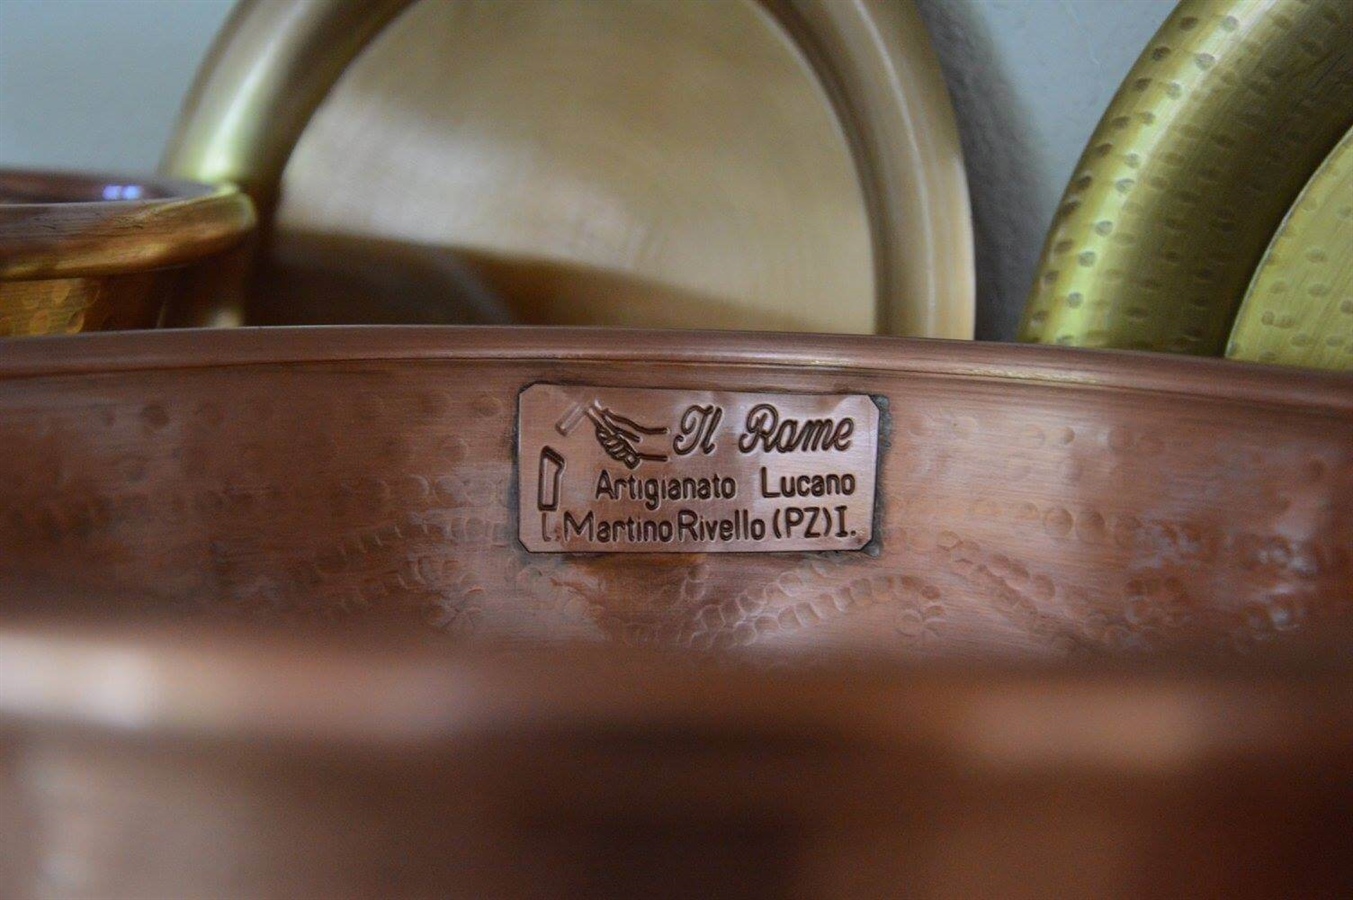 Il Rame
Artigianato Lucano
L. Martino Rivello (PZ) I.